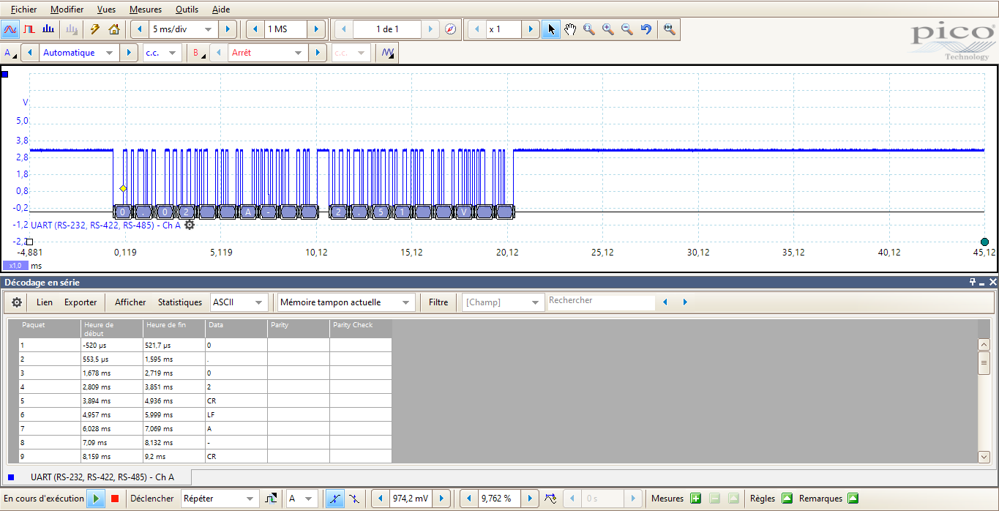 Fichier Modifier Vues Mesures Outils Aide
5 ms/div 1 MS 1 de 1 x 1
pico
Technology
A Automatique c.c. B Arrêt c.c.
V
5,0
3,8
2,8
1,8
0,8
-0,2
0 . 0 2 A - 2 . 5 1 V
-1,2 UART (RS-232, RS-422, RS-485) - Ch A
-2,2
-4,881 0,119 5,119 10,12 15,12 20,12 25,12 30,12 35,12 40,12 45,12
x1.0 ms
Décodage en série
Lien Exporter Afficher Statistiques ASCII Mémoire tampon actuelle Filtre [Champ] Rechercher
Paquet Heure de début Heure de fin Data Parity Parity Check
1 -520 µs 521,7 µs 0
2 553,5 µs 1,595 ms .
3 1,678 ms 2,719 ms 0
4 2,809 ms 3,851 ms 2
5 3,894 ms 4,936 ms CR
6 4,957 ms 5,999 ms LF
7 6,028 ms 7,069 ms A
8 7,09 ms 8,132 ms -
9 8,159 ms 9,2 ms CR
UART (RS-232, RS-422, RS-485) - Ch A
En cours d'exécution Déclencher Répéter A 974,2 mV 9,762 % 0 s Mesures Règles Remarques